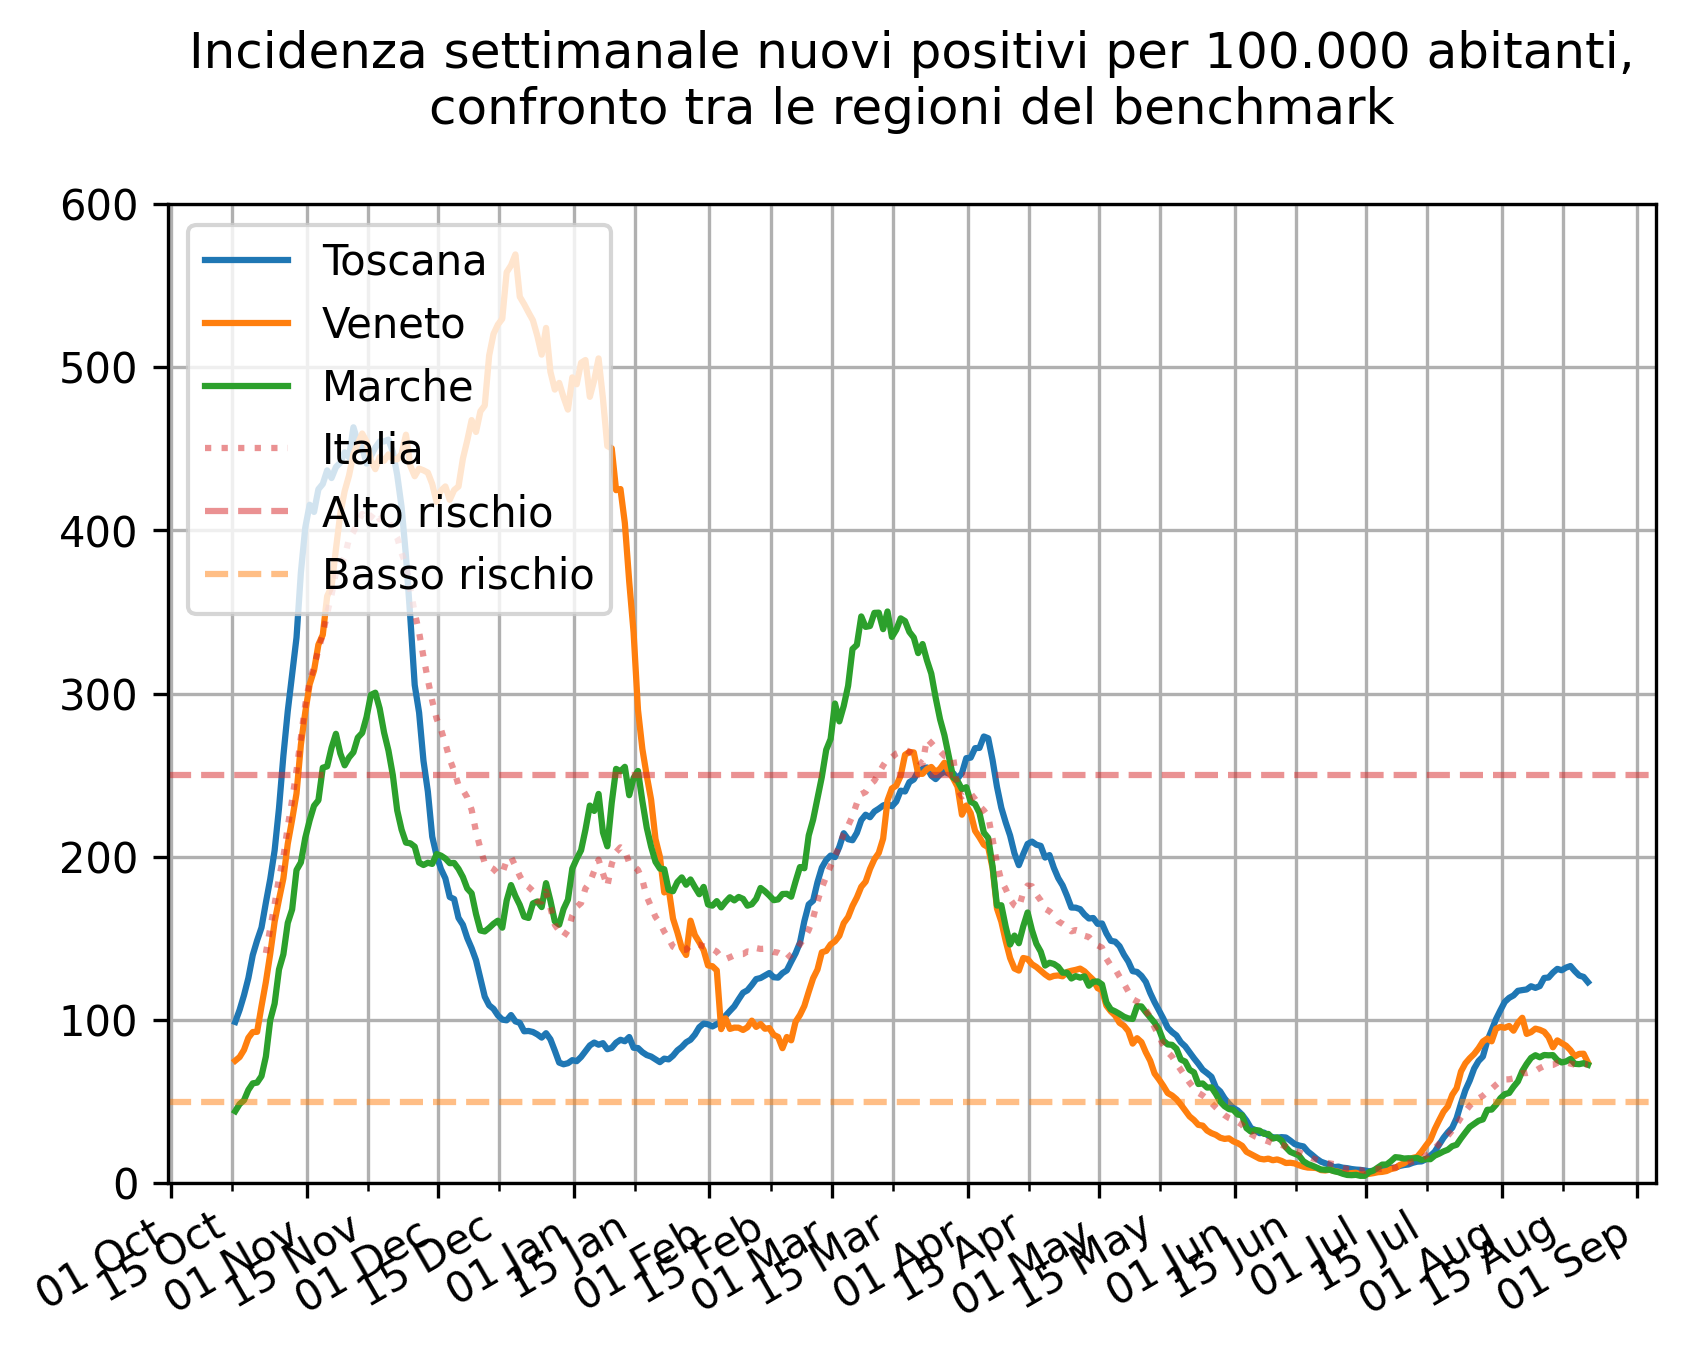 Incidenza settimanale nuovi positivi per 100.000 abitanti,
confronto tra le regioni del benchmark
600
500
400
300
200
100
0
Toscana
Veneto
Marche
Italia
Alto rischio
Basso rischio
01 Oct
15 Oct
01 Nov
15 Nov
01 Dec
15 Dec
01 Jan
15 Jan
01 Feb
15 Feb
01 Mar
15 Mar
01 Apr
15 Apr
01 May
15 May
01 Jun
15 Jun
01 Jul
15 Jul
01 Aug
15 Aug
01 Sep